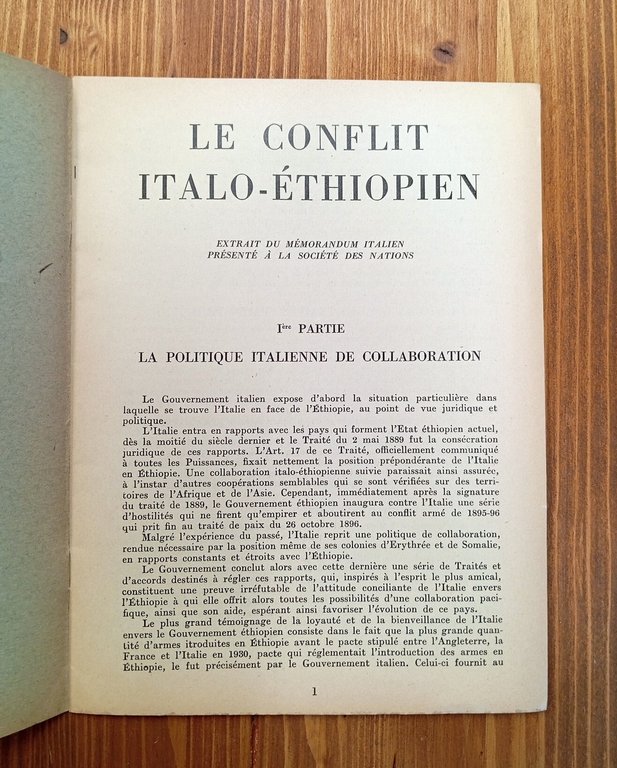 LE CONFLIT
ITALO-ÉTHIOPIEN
EXTRAIT DU MÉMORANDUM ITALIEN
PRÉSENTÉ À LA SOCIÉTÉ DES NATIONS
Ière PARTIE
LA POLITIQUE ITALIENNE DE COLLABORATION
Le Gouvernement italien expose d'abord la situation particulière dans
laquelle se trouve l'Italie en face de l'Éthiopie, au point de vue juridique et
politique.
L'Italie entra en rapports avec les pays qui forment l'Etat éthiopien actuel,
dès la moitié du siècle dernier et le Traité du 2 mai 1889 fut la consécration
juridique de ces rapports. L'Art. 17 de ce Traité, officiellement communiqué
à toutes les Puissances, fixait nettement la position prépondérante de l'Italie
en Éthiopie. Une collaboration italo-éthiopienne suivie paraissait ainsi assurée,
à l'instar d'autres coopérations semblables qui se sont vérifiées sur des terri-
toires de l'Afrique et de l'Asie. Cependant, immédiatement après la signature
du traité de 1889, le Gouvernement éthiopien inaugura contre l'Italie une série
d'hostilités qui ne firent qu'empirer et aboutirent au conflit armé de 1895-96
qui prit fin au traité de paix du 26 octobre 1896.
Malgré l'expérience du passé, l'Italie reprit une politique de collaboration,
rendue nécessaire par la position même de ses colonies d'Erythrée et de Somalie,
en rapports constants et étroits avec l'Éthiopie.
Le Gouvernement conclut alors avec cette dernière une série de Traités et
d'accords destinés à régler ces rapports, qui, inspirés à l'esprit le plus amical,
constituent une preuve irréfutable de l'attitude conciliante de l'Italie envers
l'Éthiopie à qui elle offrit alors toutes les possibilités d'une collaboration paci-
fique, ainsi que son aide, espérant ainsi favoriser l'évolution de ce pays.
Le plus grand témoignage de la loyauté et de la bienveillance de l'Italie
envers le Gouvernement éthiopien consiste dans le fait que la plus grande quan-
tité d'armes itroduites en Éthiopie avant le pacte stipulé entre l'Angleterre, la
France et l'Italie en 1930, pacte qui réglementait l'introduction des armes en
Éthiopie, le fut précisément par le Gouvernement italien. Celui-ci fournit au
1